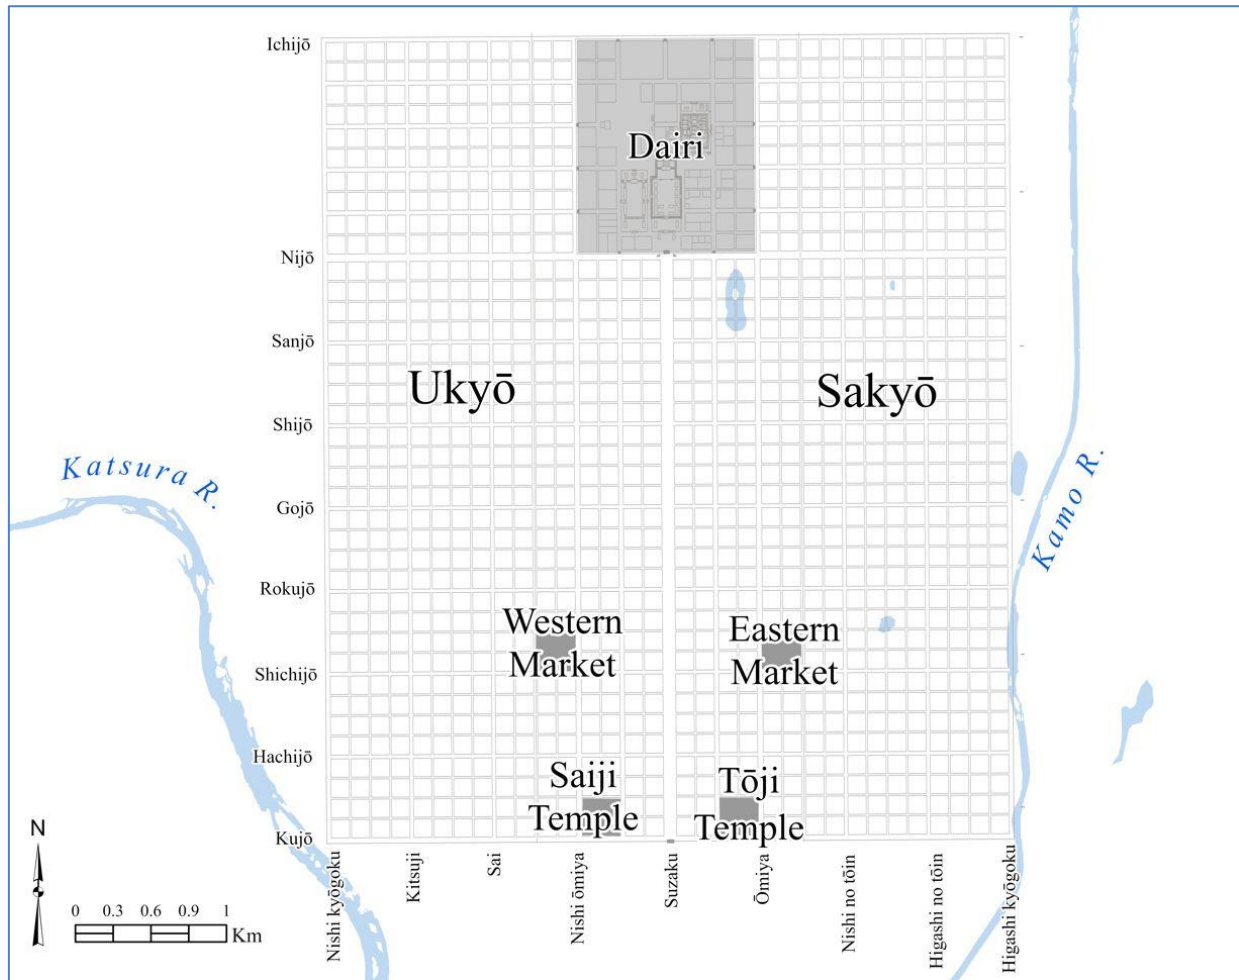 Ichijō
Dairi
Nijō
Sanjō
Ukyō
Sakyō
Shijō
Katsura R.
Kamo R.
Gojō
Rokujō
Western
Market
Eastern
Market
Shichijō
Hachijō
Saiji
Temple
Tōji
Temple
Kujō
N
0 0.3 0.6 0.9 1
Km
Nishi kyōgoku
Kitsuji
Sai
Nishi ōmiya
Suzaku
Ōmiya
Nishi no tōin
Higashi no tōin
Higashi kyōgoku